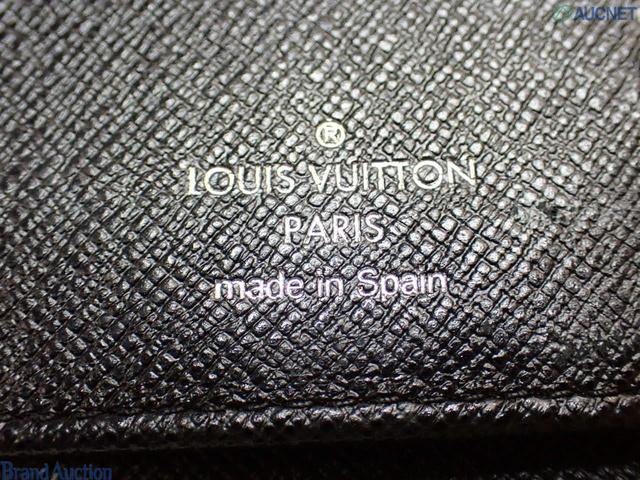 AUCNET
®
LOUIS VUITTON
PARIS
made in Spain
Brand Auction